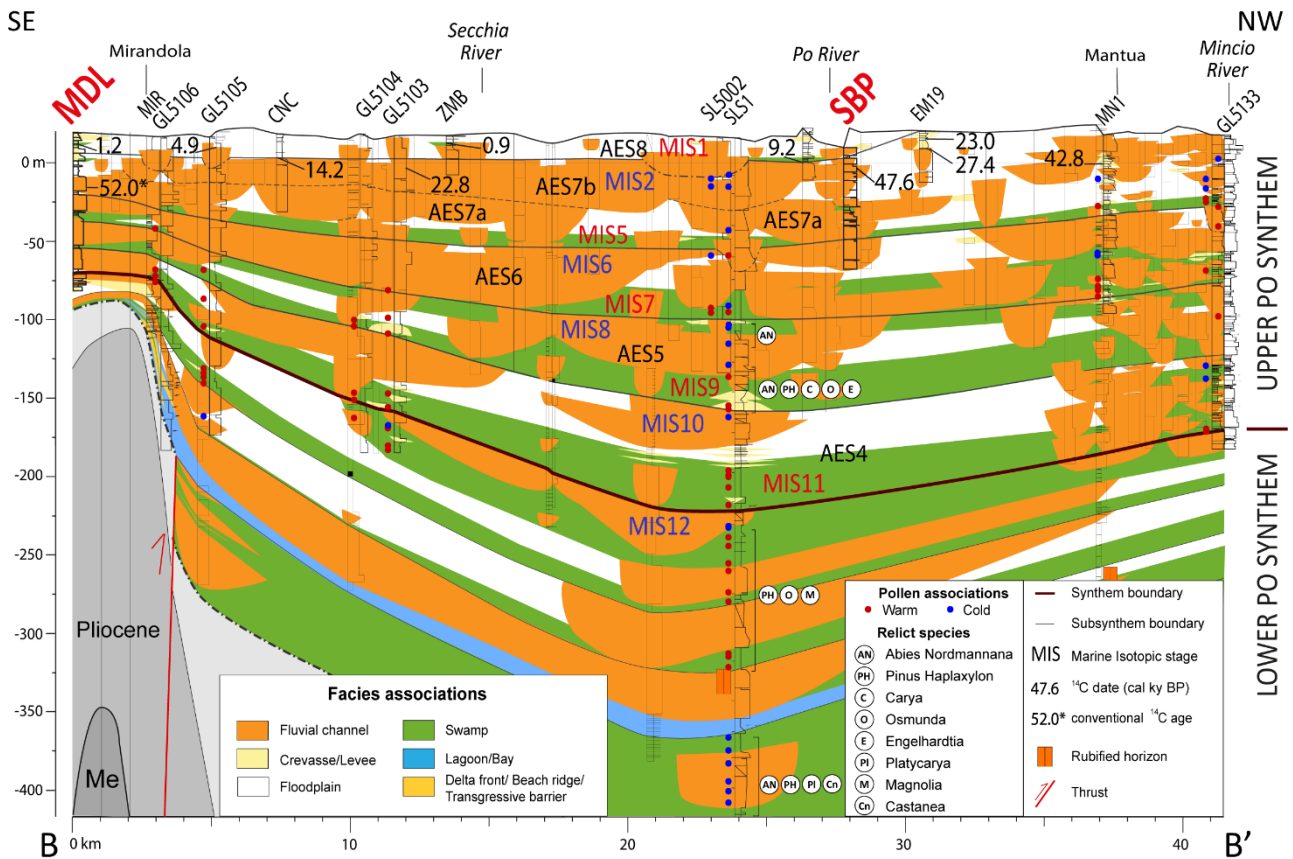 SE
NW
Mirandola
Secchia
River
Po River
Mantua
Mincio
River
MDL
MIR
GL5106
GL5105
CNC
GL5104
GL5103
ZMB
SL5002
SLS1
SBP
EM19
MN1
GL5133
1.2
4.9
14.2
22.8
0.9
AES8
MIS1
9.2
47.6
23.0
27.4
42.8
52.0*
AES7b
MIS2
AES7a
AES7a
MIS5
MIS6
AES6
MIS7
MIS8
AES5
AN
MIS9
AN PH C O E
MIS10
AES4
MIS11
MIS12
PH O M
AN PH Pl Cn
0 m
-50
-100
-150
-200
-250
-300
-350
-400
UPPER PO SYNTHEM
LOWER PO SYNTHEM
Pliocene
Me
Facies associations
Fluvial channel
Crevasse/Levee
Floodplain
Swamp
Lagoon/Bay
Delta front/ Beach ridge/
Transgressive barrier
Pollen associations
Warm
Cold
Relict species
AN Abies Nordmannana
PH Pinus Haplaxylon
C Carya
O Osmunda
E Engelhardtia
Pl Platycarya
M Magnolia
Cn Castanea
Synthem boundary
Subsynthem boundary
MIS Marine Isotopic stage
47.6 ¹⁴C date (cal ky BP)
52.0* conventional ¹⁴C age
Rubified horizon
Thrust
B
0 km
10
20
30
40
B'